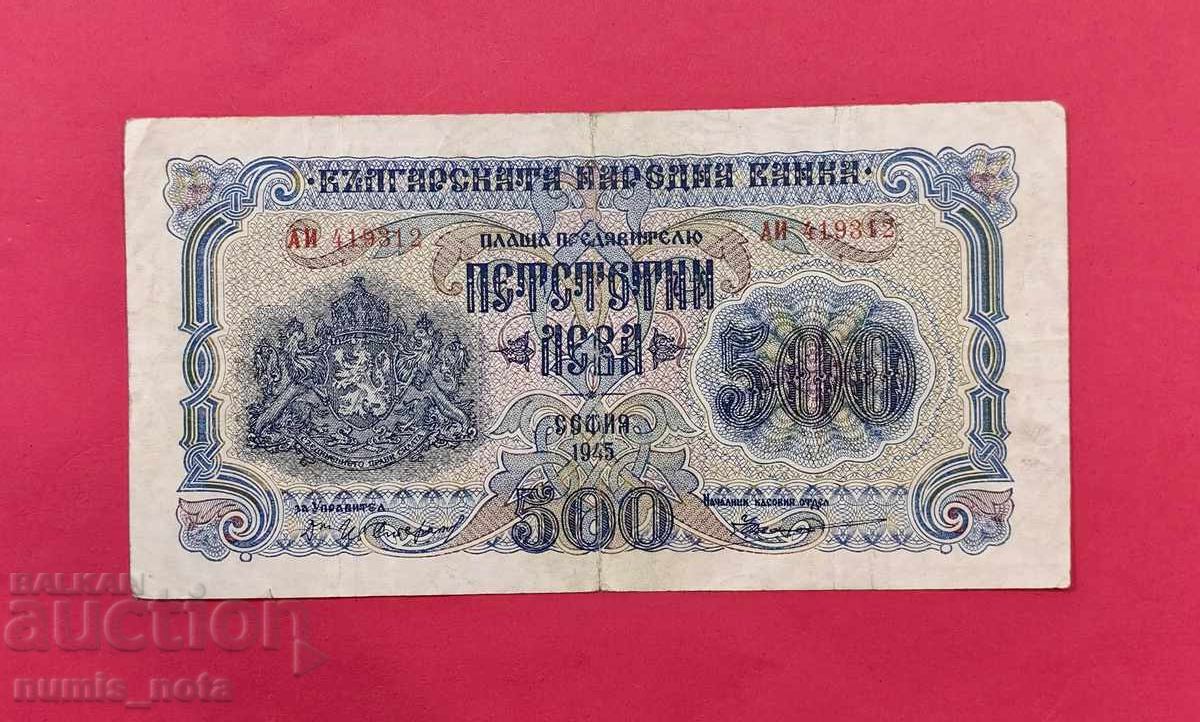 ·БЪЛГАРСКАТА НАРОДНА БАНКА·
АИ 419312
АИ 419312
ПЛАЩА ПРЕДЯВИТЕЛЮ
ПЕТСТОТИН
ЛЕВА
500
СОФИЯ
1945
за Управител
Началник касовия отдел
500
BALKAN
auction
numis_nota